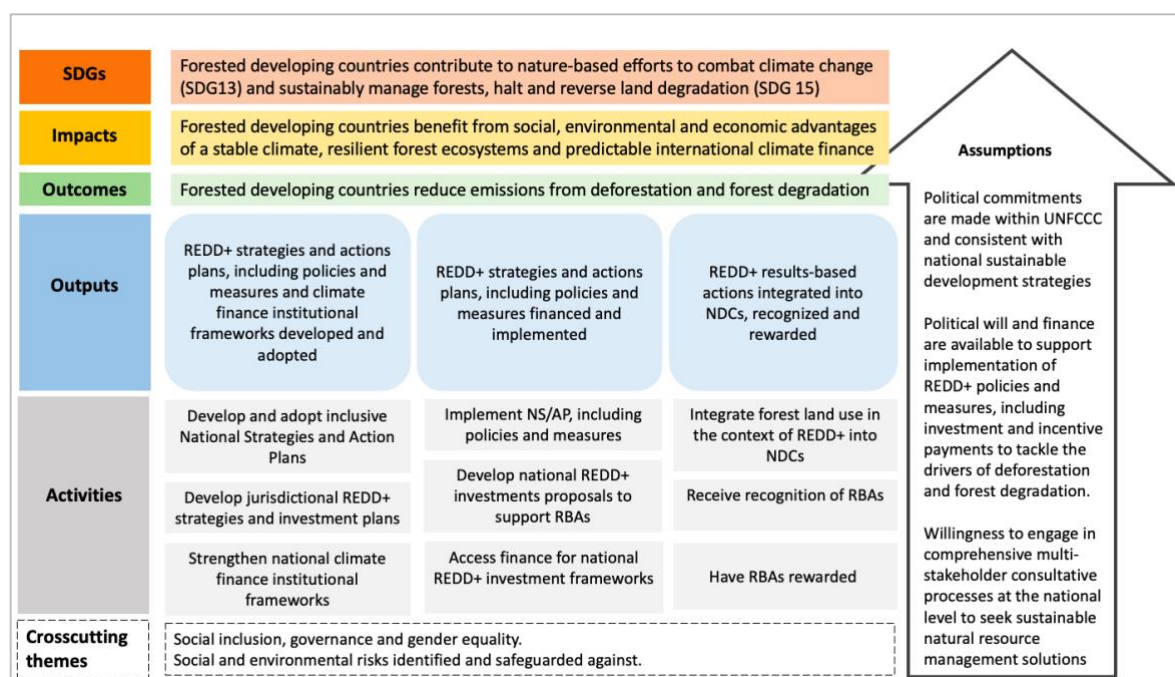 SDGs
Forested developing countries contribute to nature-based efforts to combat climate change
(SDG13) and sustainably manage forests, halt and reverse land degradation (SDG 15)
Impacts
Forested developing countries benefit from social, environmental and economic advantages
of a stable climate, resilient forest ecosystems and predictable international climate finance
Outcomes
Forested developing countries reduce emissions from deforestation and forest degradation
Outputs
REDD+ strategies and actions
plans, including policies and
measures and climate
finance institutional
frameworks developed and
adopted
REDD+ strategies and actions
plans, including policies and
measures financed and
implemented
REDD+ results-based
actions integrated into
NDCs, recognized and
rewarded
Activities
Develop and adopt inclusive
National Strategies and Action
Plans
Develop jurisdictional REDD+
strategies and investment plans
Strengthen national climate
finance institutional
frameworks
Implement NS/AP, including
policies and measures
Develop national REDD+
investments proposals to
support RBAs
Access finance for national
REDD+ investment frameworks
Integrate forest land use in
the context of REDD+ into
NDCs
Receive recognition of RBAs
Have RBAs rewarded
Crosscutting
themes
Social inclusion, governance and gender equality.
Social and environmental risks identified and safeguarded against.
Assumptions
Political commitments
are made within UNFCCC
and consistent with
national sustainable
development strategies
Political will and finance
are available to support
implementation of
REDD+ policies and
measures, including
investment and incentive
payments to tackle the
drivers of deforestation
and forest degradation.
Willingness to engage in
comprehensive multi-
stakeholder consultative
processes at the national
level to seek sustainable
natural resource
management solutions